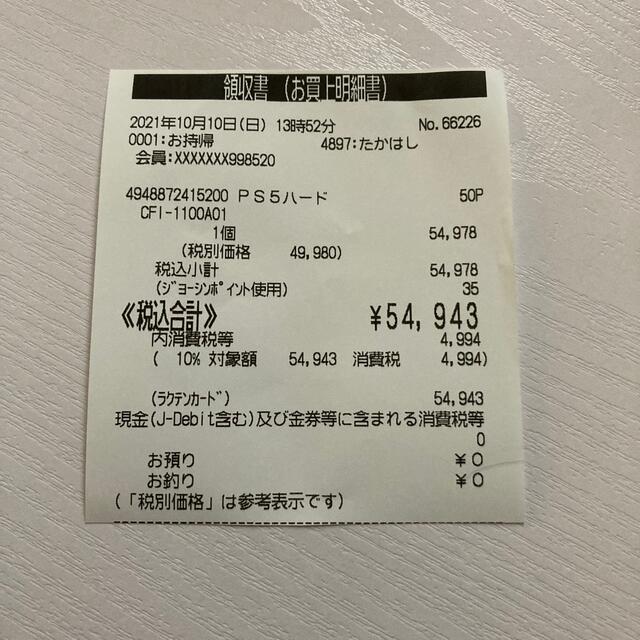 領収書 (お買上明細書)
2021年10月10日(日) 13時52分 No.66226
0001:お持帰 4897:たかはし
会員:XXXXXXX998520
4948872415200 PS5ハード 50P
CFI-1100A01
1個 54,978
(税別価格 49,980)
税込小計 54,978
(ジョーシンポイント使用) 35
《税込合計》 ¥54,943
内消費税等 4,994
( 10% 対象額 54,943 消費税 4,994)
(ラクテンカード) 54,943
現金(J-Debit含む)及び金券等に含まれる消費税等
0
お預り ¥0
お釣り ¥0
(「税別価格」は参考表示です)